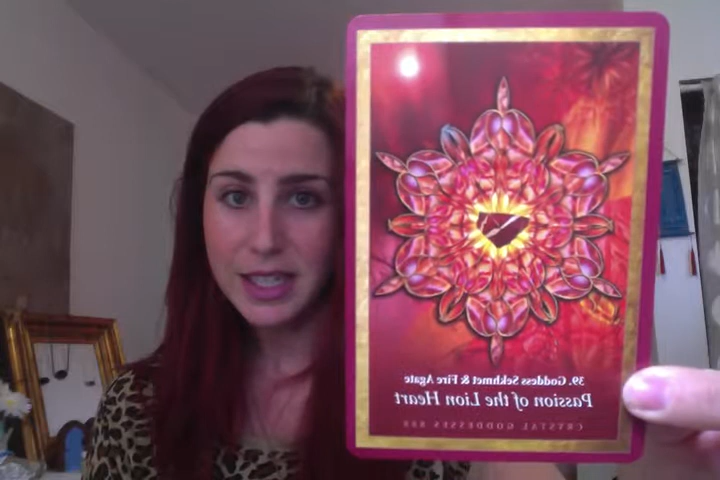 39. Goddess Sekhmet & Fire Agate
Passion of the Lion Heart
CRYSTAL GODDESSES 888